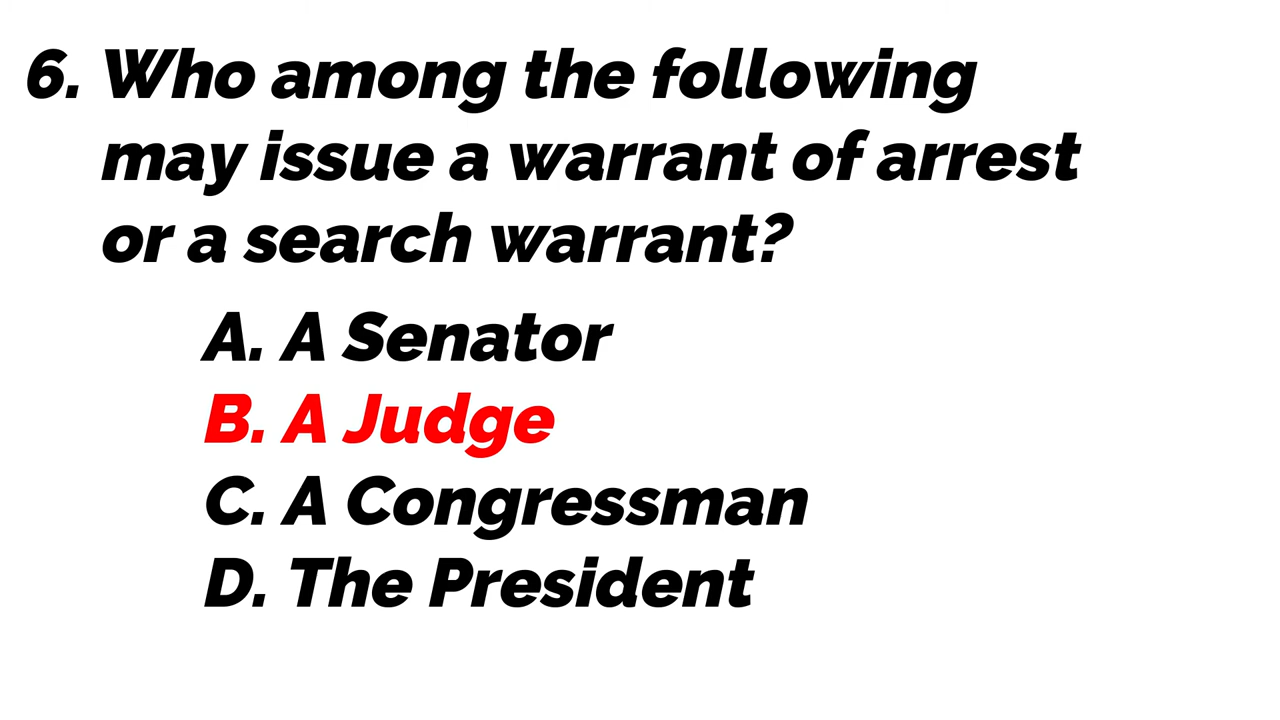 6. Who among the following
may issue a warrant of arrest
or a search warrant?
A. A Senator
B. A Judge
C. A Congressman
D. The President